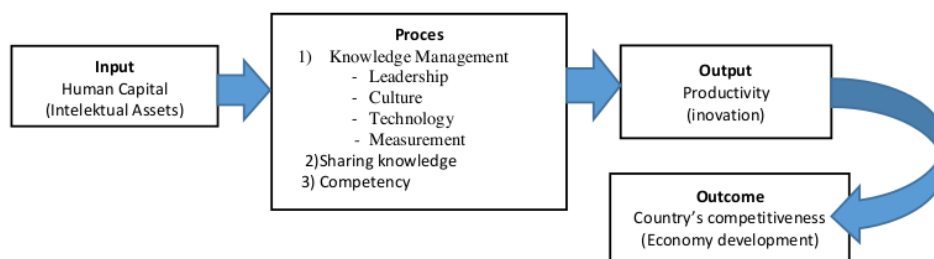 Input
Human Capital
(Intelektual Assets)
Proces
1) Knowledge Management
- Leadership
- Culture
- Technology
- Measurement
2)Sharing knowledge
3) Competency
Output
Productivity
(inovation)
Outcome
Country's competitiveness
(Economy development)